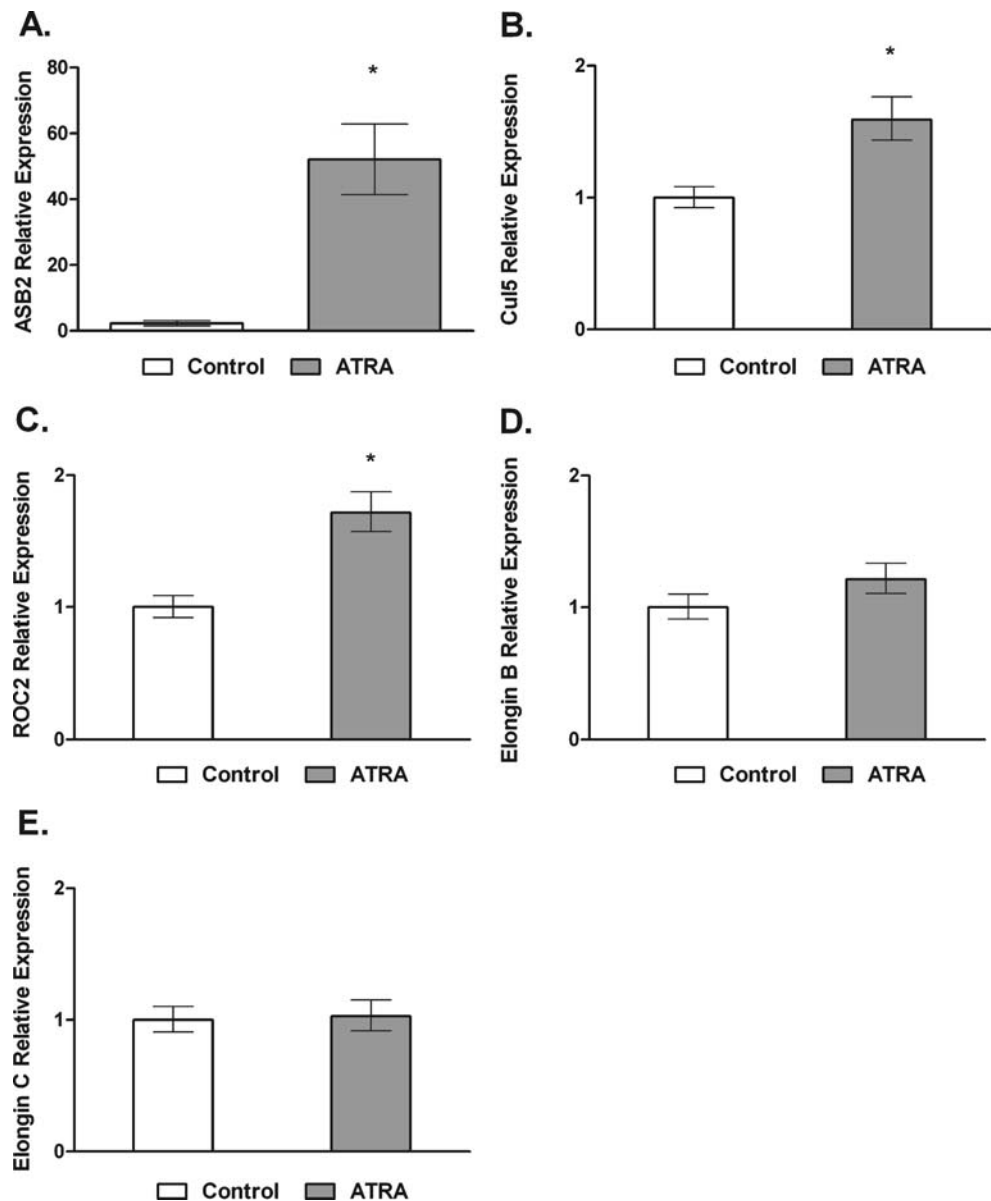 A.
ASB2 Relative Expression
80
60
40
20
0
*
Control ATRA
B.
Cul5 Relative Expression
2
1
0
*
Control ATRA
C.
ROC2 Relative Expression
2
1
0
*
Control ATRA
D.
Elongin B Relative Expression
2
1
0
Control ATRA
E.
Elongin C Relative Expression
2
1
0
Control ATRA